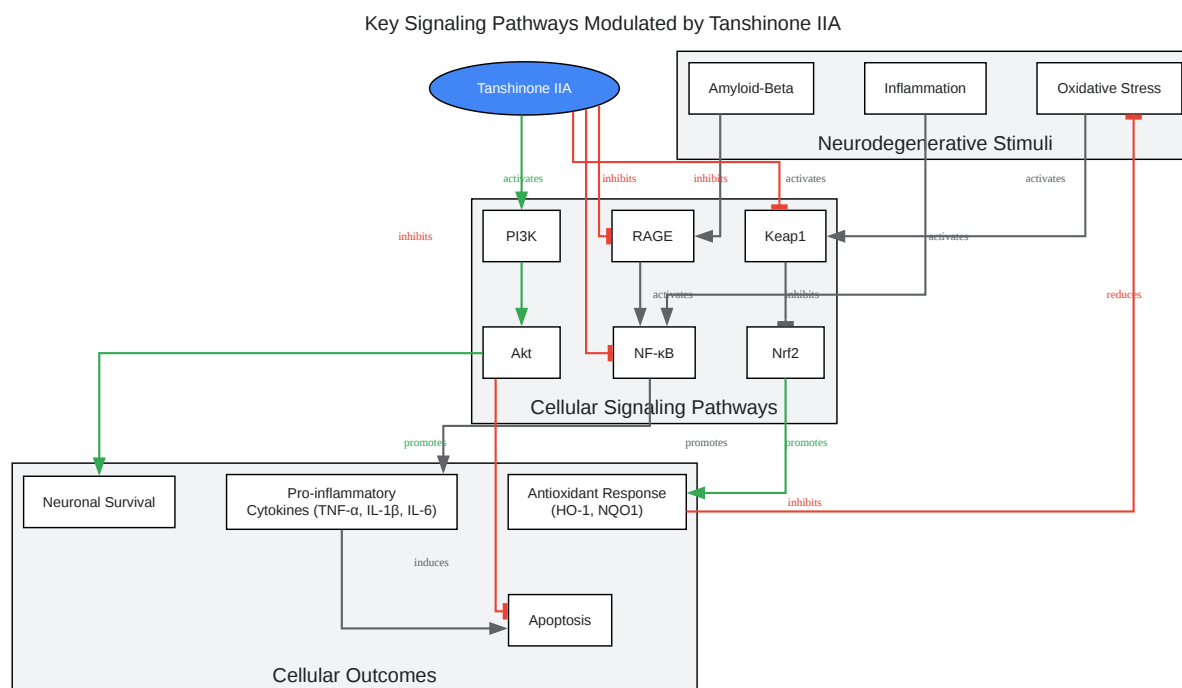 Key Signaling Pathways Modulated by Tanshinone IIA
Tanshinone IIA
Amyloid-Beta
Inflammation
Oxidative Stress
Neurodegenerative Stimuli
activates
inhibits
inhibits
activates
activates
inhibits
PI3K
RAGE
Keap1
activates
activates
inhibits
reduces
Akt
NF-κB
Nrf2
Cellular Signaling Pathways
promotes
promotes
promotes
Neuronal Survival
Pro-inflammatory
Cytokines (TNF-α, IL-1β, IL-6)
Antioxidant Response
(HO-1, NQO1)
inhibits
induces
Apoptosis
Cellular Outcomes